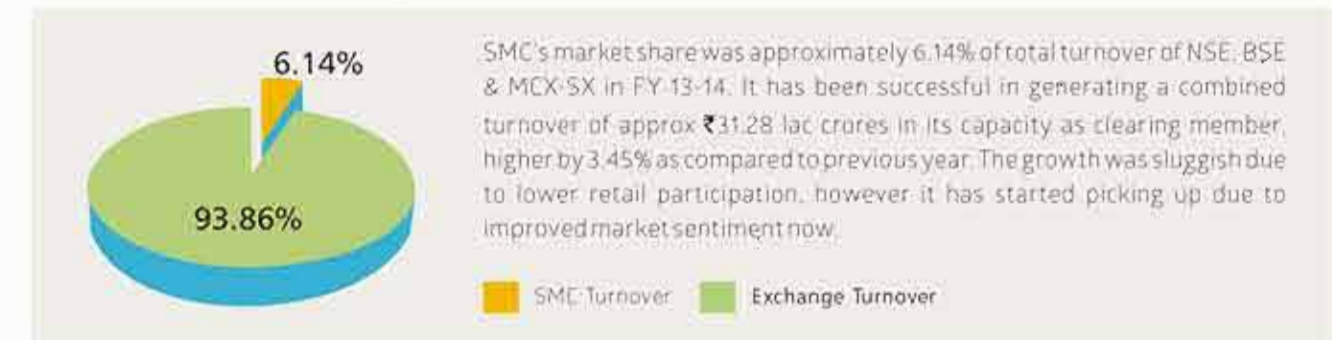 6.14%
93.86%
SMC's market share was approximately 6.14% of total turnover of NSE, BSE
& MCX-SX in FY-13-14. It has been successful in generating a combined
turnover of approx ₹31.28 lac crores in its capacity as clearing member,
higher by 3.45% as compared to previous year. The growth was sluggish due
to lower retail participation, however it has started picking up due to
improved market sentiment now.
SMC Turnover
Exchange Turnover